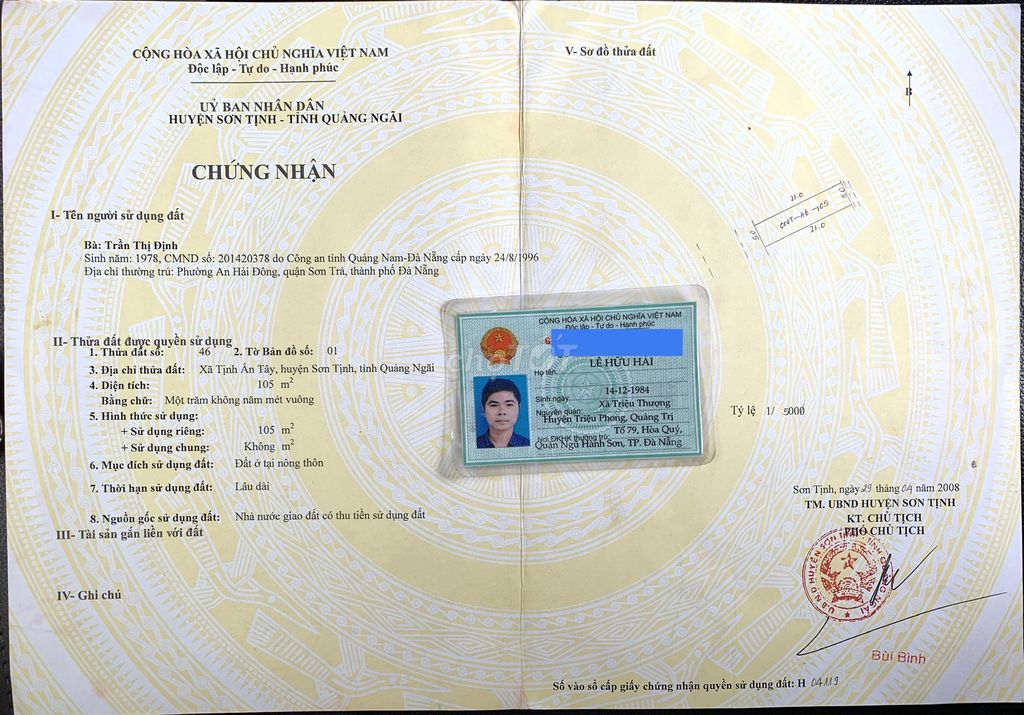 CỘNG HÒA XÃ HỘI CHỦ NGHĨA VIỆT NAM
Độc lập - Tự do - Hạnh phúc
UỶ BAN NHÂN DÂN
HUYỆN SƠN TỊNH - TỈNH QUẢNG NGÃI
CHỨNG NHẬN
I- Tên người sử dụng đất
Bà: Trần Thị Định
Sinh năm: 1978, CMND số: 201420378 do Công an tỉnh Quảng Nam-Đà Nẵng cấp ngày 24/8/1996
Địa chỉ thường trú: Phường An Hải Đông, quận Sơn Trà, thành phố Đà Nẵng
II- Thửa đất được quyền sử dụng
1. Thửa đất số: 46 2. Tờ Bản đồ số: 01
3. Địa chỉ thửa đất: Xã Tịnh Ấn Tây, huyện Sơn Tịnh, tỉnh Quảng Ngãi
4. Diện tích: 105 m2
Bằng chữ: Một trăm không năm mét vuông
5. Hình thức sử dụng:
+ Sử dụng riêng: 105 m2
+ Sử dụng chung: Không m2
6. Mục đích sử dụng đất: Đất ở tại nông thôn
7. Thời hạn sử dụng đất: Lâu dài
8. Nguồn gốc sử dụng đất: Nhà nước giao đất có thu tiền sử dụng đất
III- Tài sản gắn liền với đất
IV- Ghi chú
V- Sơ đồ thửa đất
B
21.0
5.0
ONT-46-105
5.0
21.0
CỘNG HÒA XÃ HỘI CHỦ NGHĨA VIỆT NAM
Độc lập - Tự do - Hạnh phúc
Họ tên: LÊ HỮU HẢI
Sinh ngày 14-12-1984
Nguyên quán: Xã Triệu Thượng
Huyện Triệu Phong, Quảng Trị
Nơi ĐKHK thường trú: Tổ 79, Hòa Quý,
Quận Ngũ Hành Sơn, TP. Đà Nẵng
Tỷ lệ 1/ 5000
Sơn Tịnh, ngày 29 tháng 04 năm 2008
TM. UBND HUYỆN SƠN TỊNH
KT. CHỦ TỊCH
PHÓ CHỦ TỊCH
U.B.N.D HUYỆN SƠN TỊNH - TỈNH QUẢNG NGÃI
Bùi Bình
Số vào sổ cấp giấy chứng nhận quyền sử dụng đất: H 04119